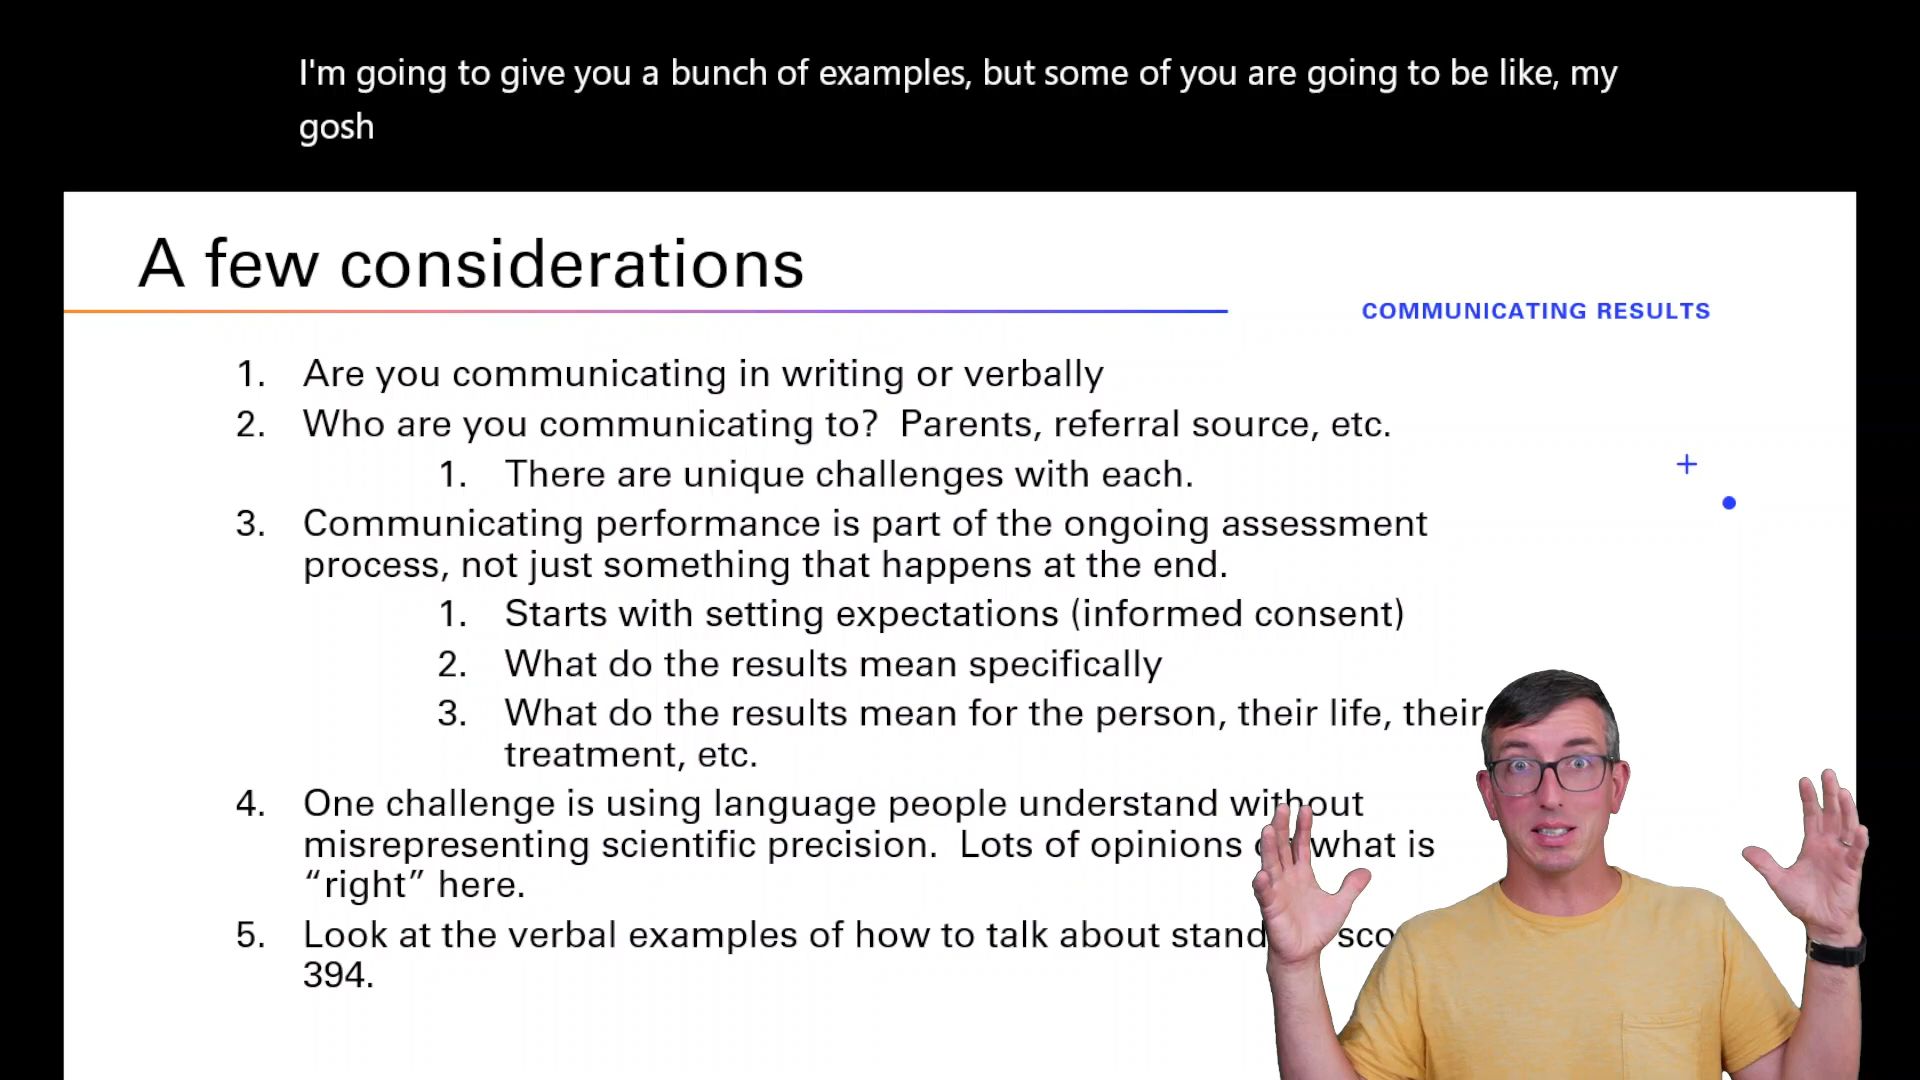 I'm going to give you a bunch of examples, but some of you are going to be like, my
gosh
A few considerations
COMMUNICATING RESULTS
1. Are you communicating in writing or verbally
2. Who are you communicating to? Parents, referral source, etc.
1. There are unique challenges with each.
3. Communicating performance is part of the ongoing assessment
process, not just something that happens at the end.
1. Starts with setting expectations (informed consent)
2. What do the results mean specifically
3. What do the results mean for the person, their life, their
treatment, etc.
4. One challenge is using language people understand without
misrepresenting scientific precision. Lots of opinions what is
“right” here.
5. Look at the verbal examples of how to talk about
394.